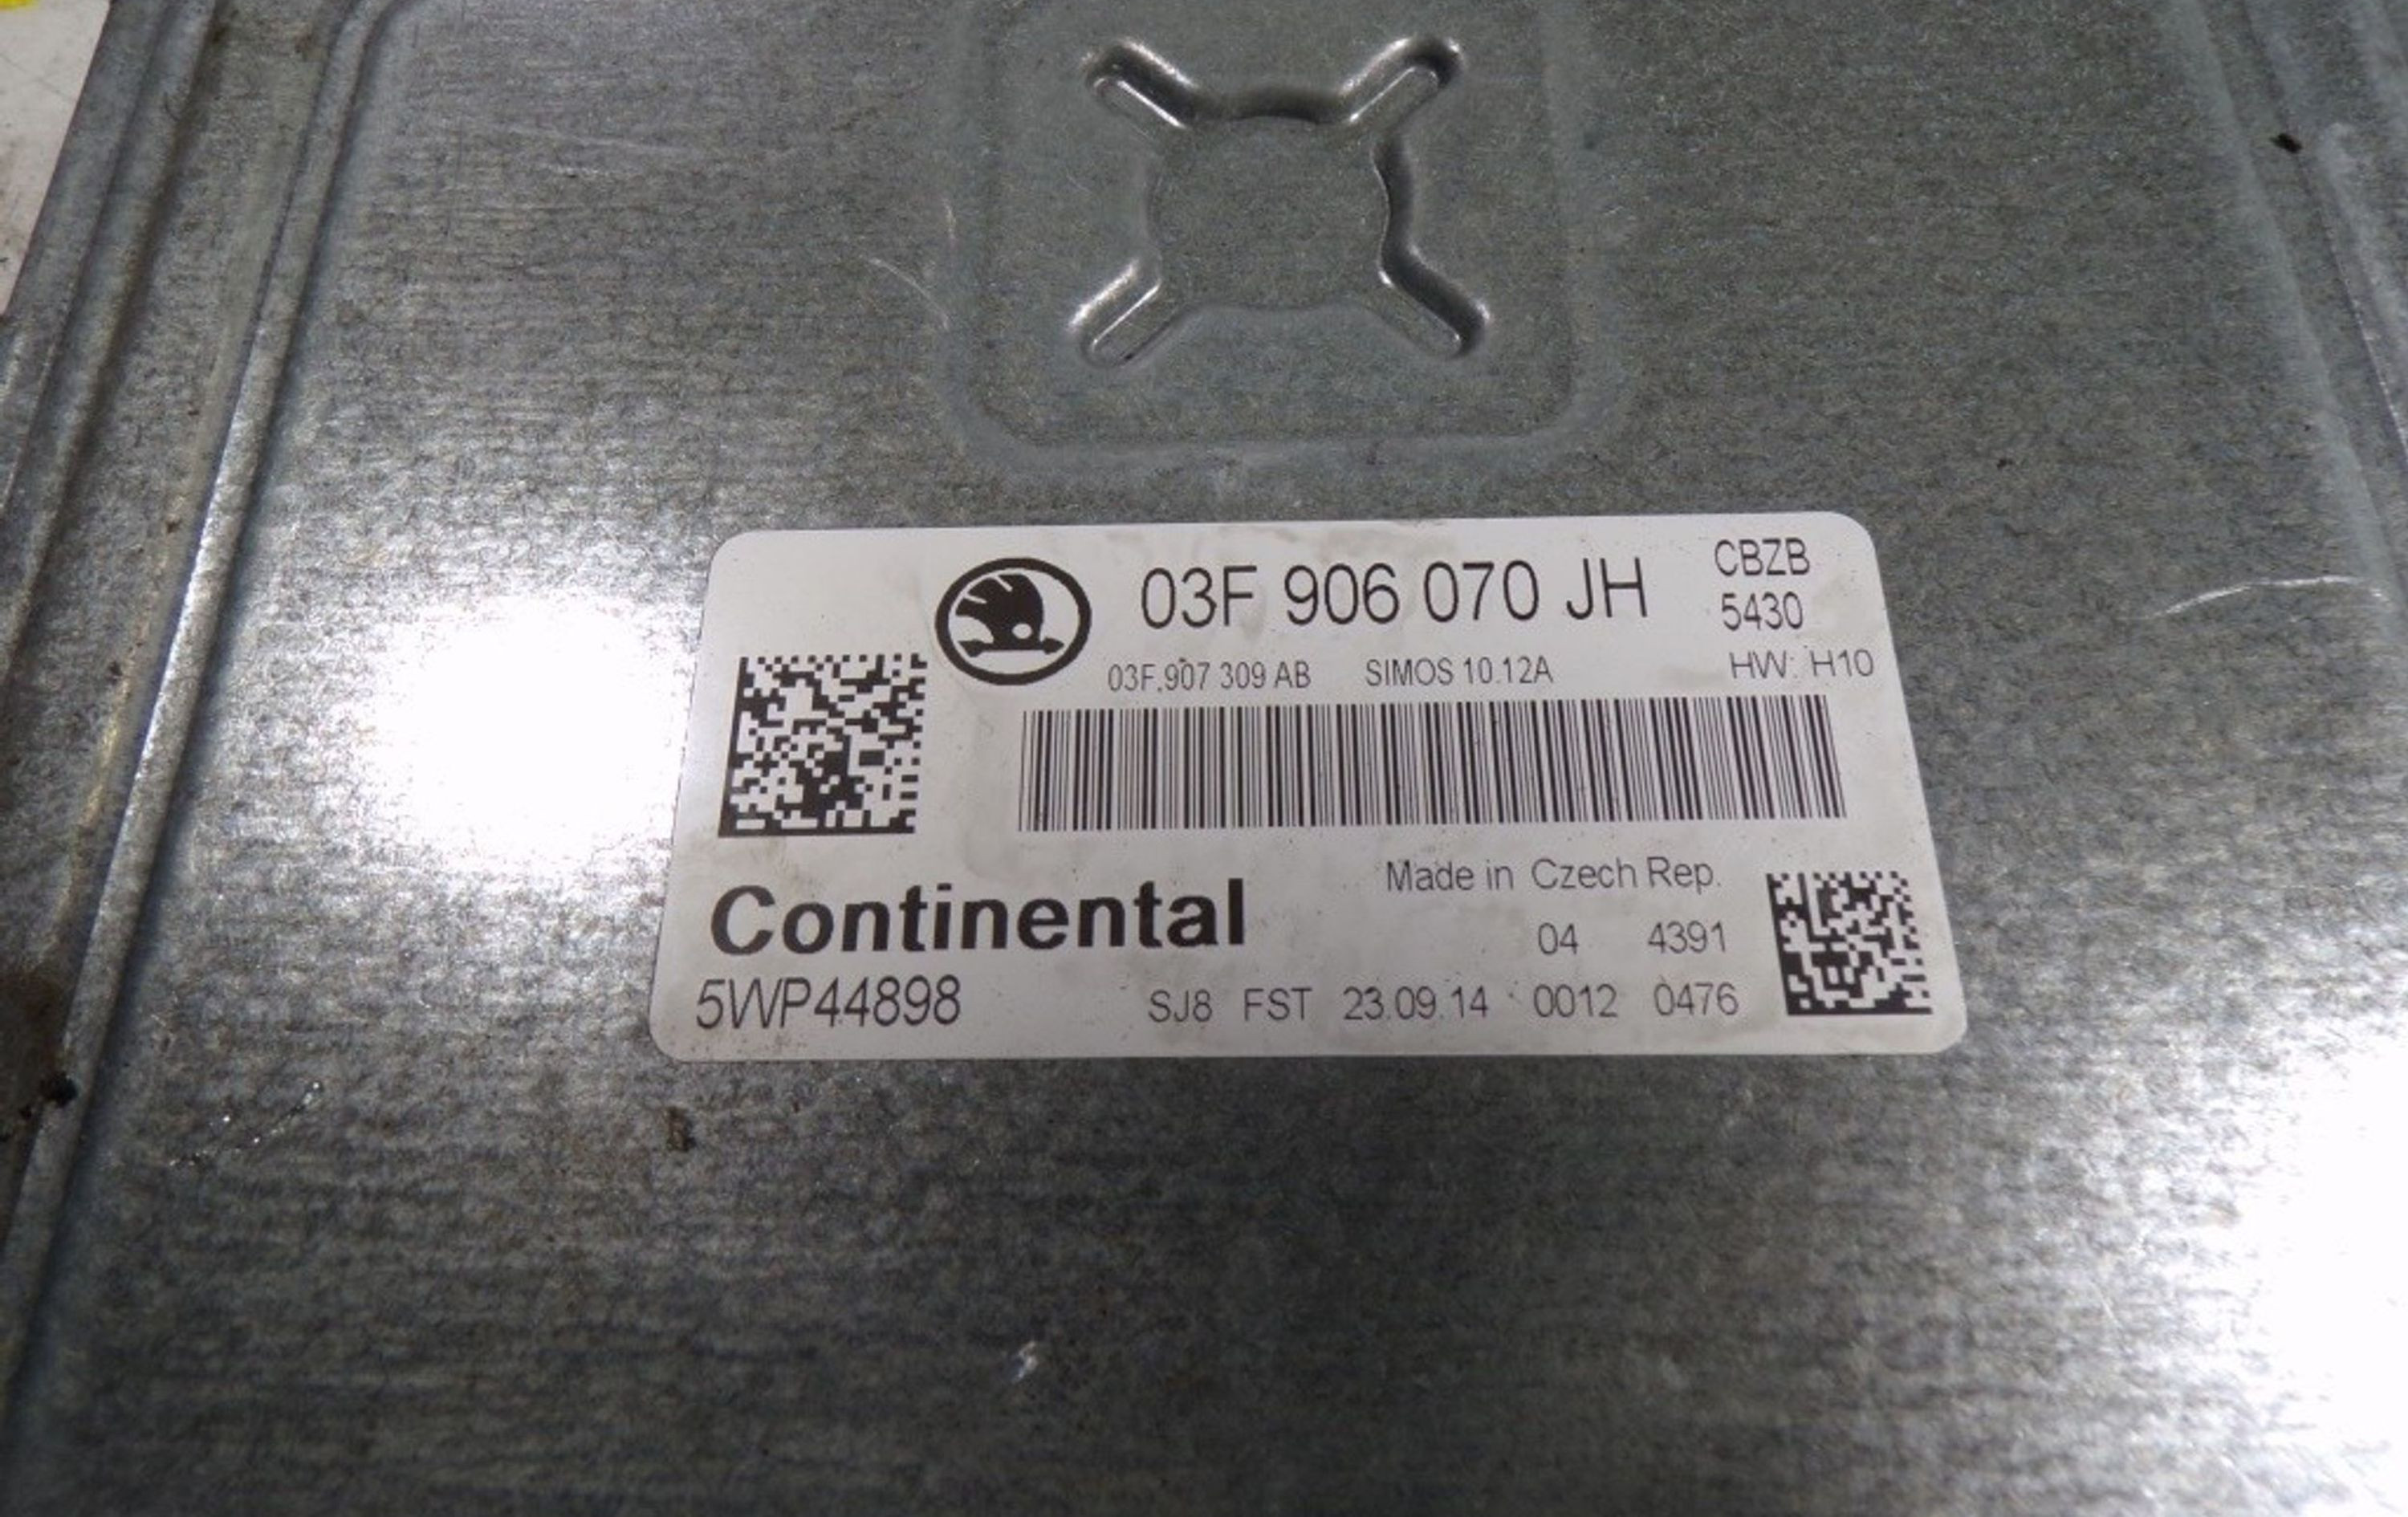 03F 906 070 JH CBZB
5430
03F.907 309 AB SIMOS 10.12A HW: H10
Made in Czech Rep.
Continental 04 4391
5WP44898 SJ8 FST 23.09.14 0012 0476